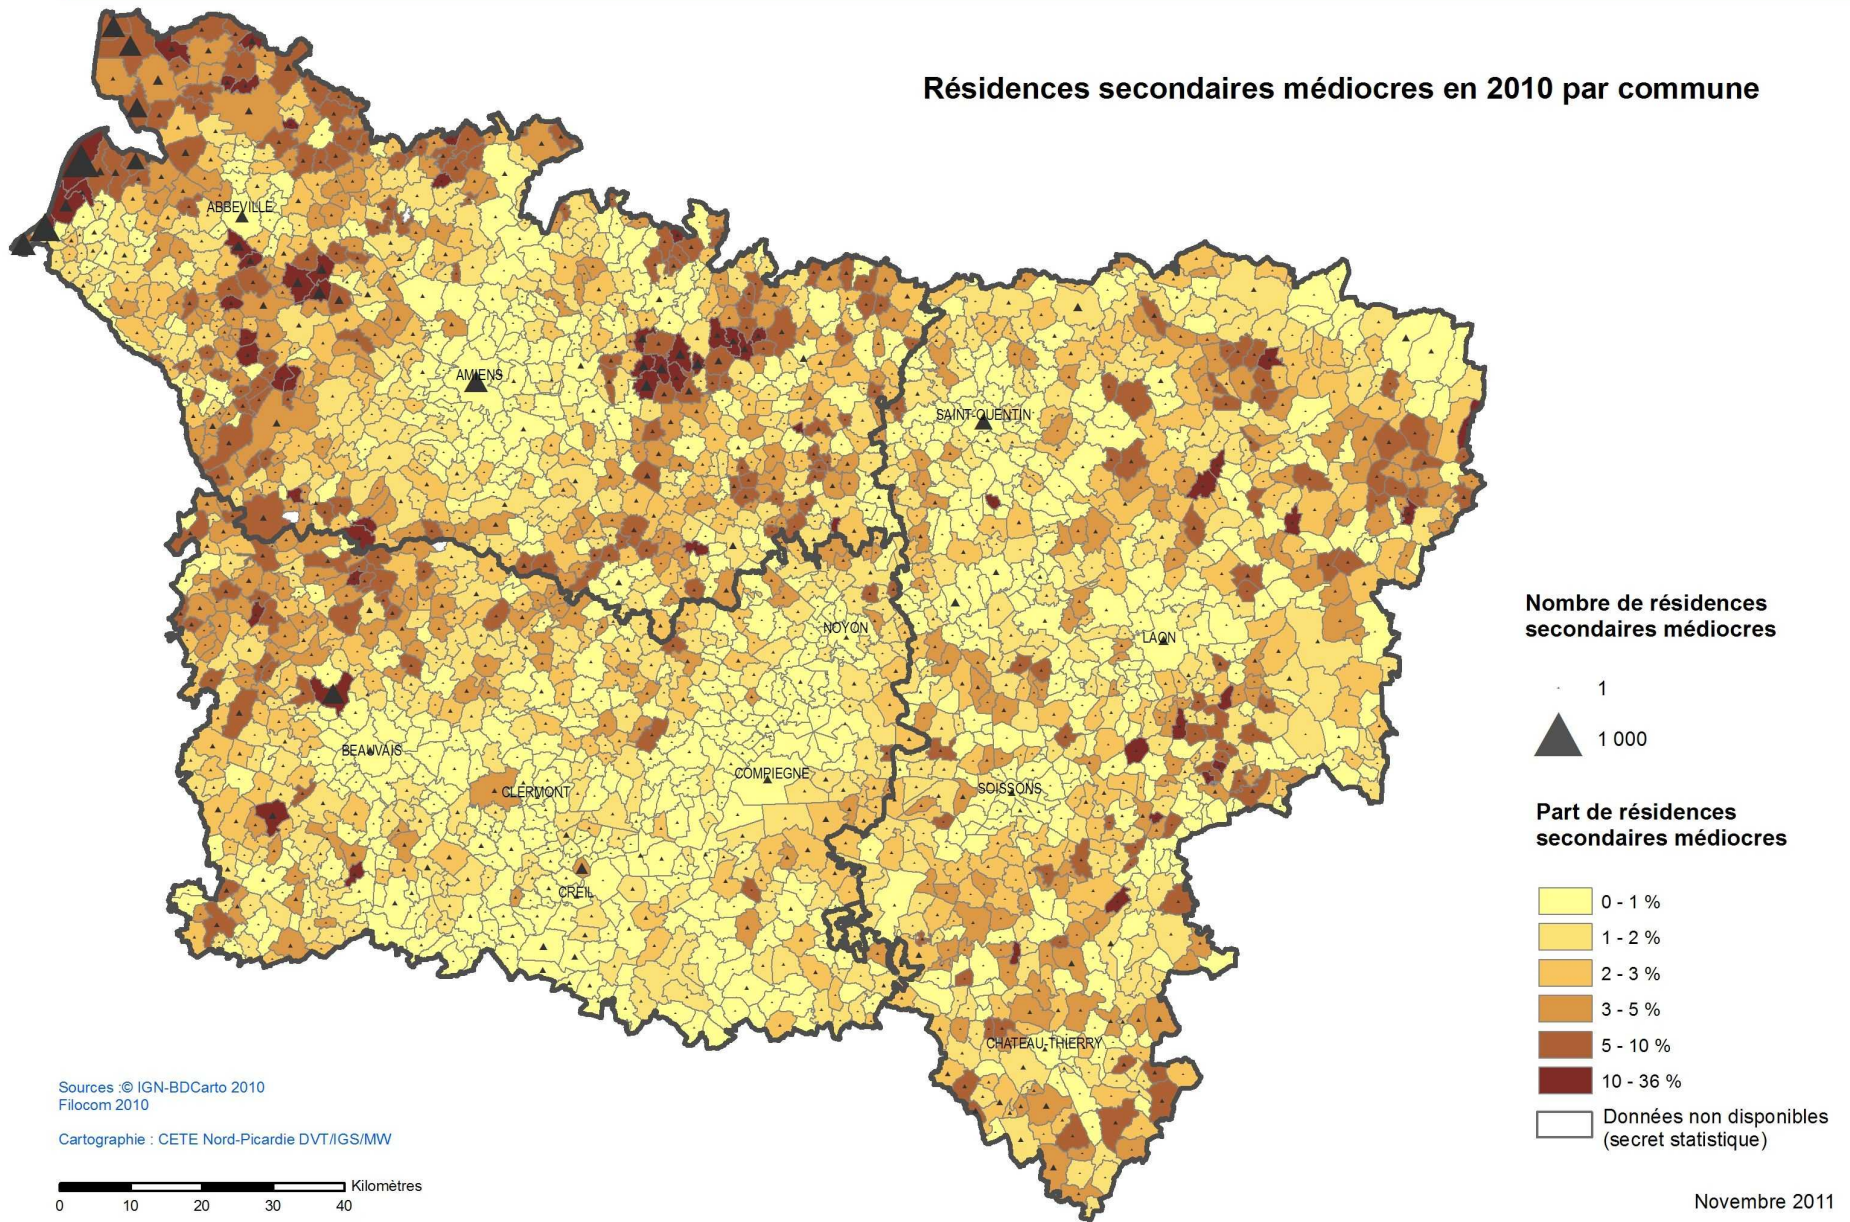 Résidences secondaires médiocres en 2010 par commune
ABBEVILLE
AMIENS
SAINT-QUENTIN
NOYON
LAON
BEAUVAIS
COMPIEGNE
CLERMONT
SOISSONS
CREIL
CHATEAU-THIERRY
Nombre de résidences
secondaires médiocres
1
1 000
Part de résidences
secondaires médiocres
0 - 1 %
1 - 2 %
2 - 3 %
3 - 5 %
5 - 10 %
10 - 36 %
Données non disponibles
(secret statistique)
Sources :© IGN-BDCarto 2010
Filocom 2010
Cartographie : CETE Nord-Picardie DVT/IGS/MW
Kilomètres
0 10 20 30 40
Novembre 2011